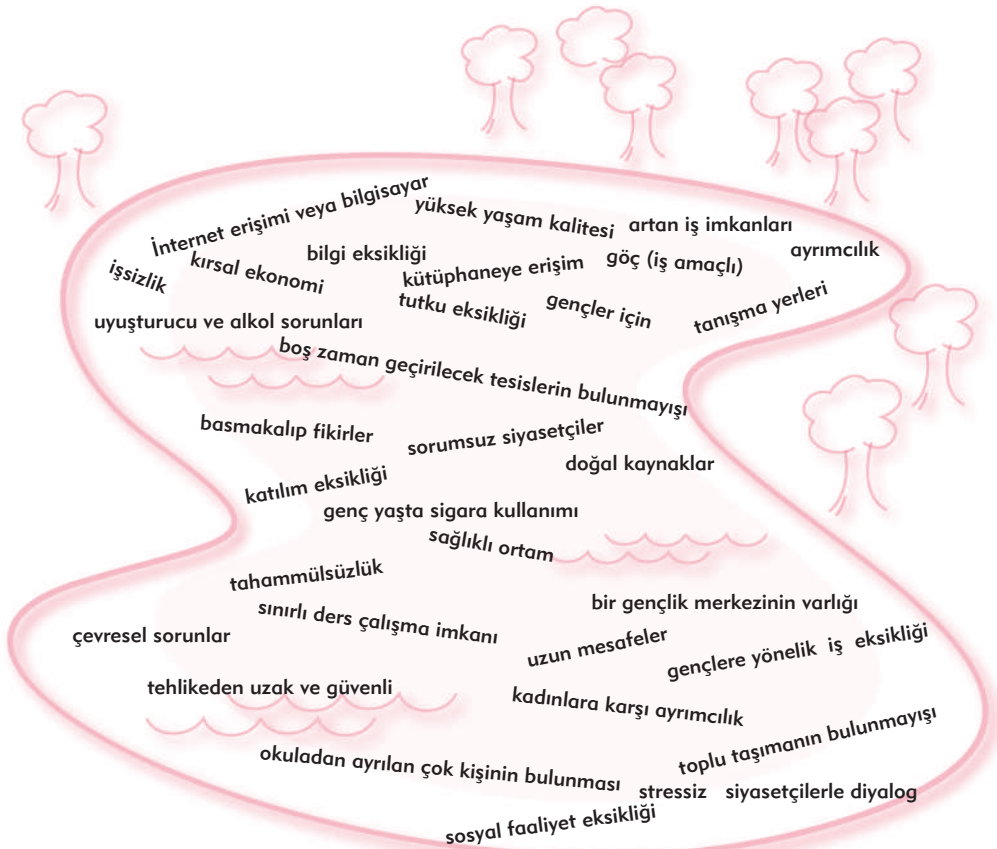 İnternet erişimi veya bilgisayar
yüksek yaşam kalitesi
artan iş imkanları
ayrımcılık
işsizlik
kırsal ekonomi
bilgi eksikliği
kütüphaneye erişim
göç (iş amaçlı)
tutku eksikliği
gençler için
tanışma yerleri
uyuşturucu ve alkol sorunları
boş zaman geçirilecek tesislerin bulunmayışı
basmakalıp fikirler
sorumsuz siyasetçiler
doğal kaynaklar
katılım eksikliği
genç yaşta sigara kullanımı
sağlıklı ortam
tahammülsüzlük
bir gençlik merkezinin varlığı
sınırlı ders çalışma imkanı
çevresel sorunlar
uzun mesafeler
gençlere yönelik iş eksikliği
tehlikeden uzak ve güvenli
kadınlara karşı ayrımcılık
toplu taşımanın bulunmayışı
okuladan ayrılan çok kişinin bulunması
stressiz
siyasetçilerle diyalog
sosyal faaliyet eksikliği